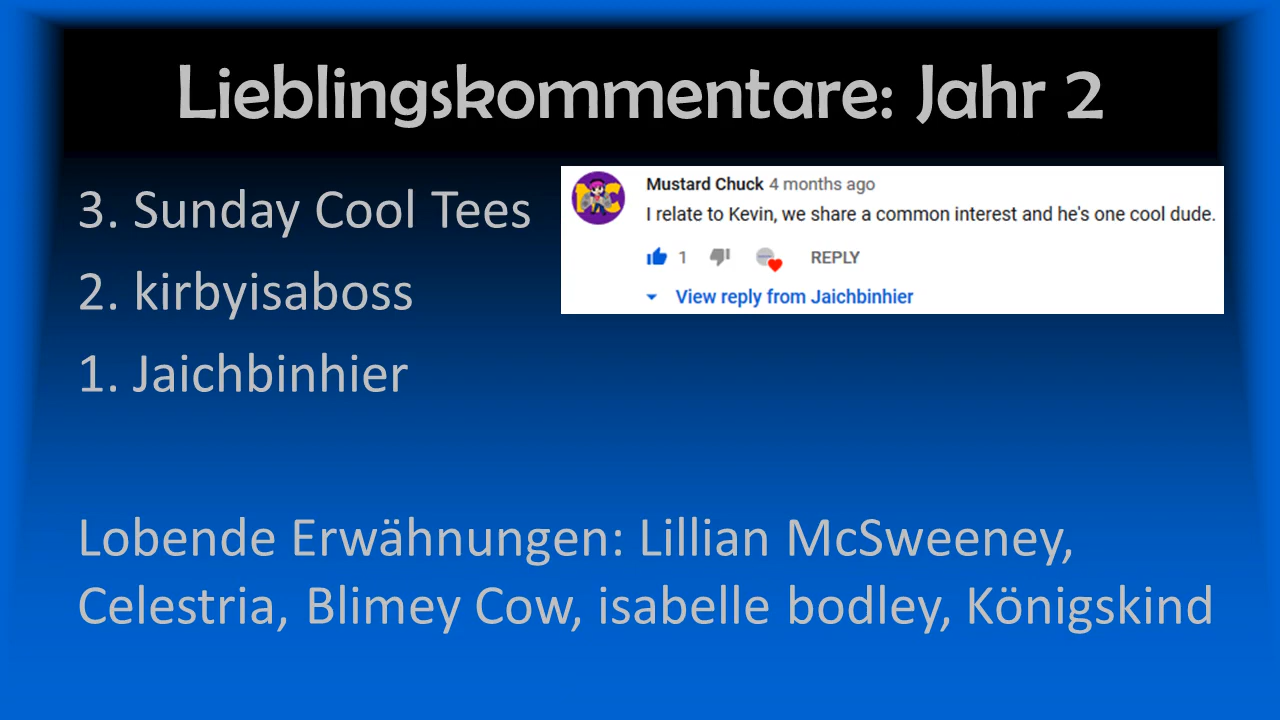 Lieblingskommentare: Jahr 2
3. Sunday Cool Tees
2. kirbyisaboss
1. Jaichbinhier
Mustard Chuck 4 months ago
I relate to Kevin, we share a common interest and he's one cool dude.
1 REPLY
View reply from Jaichbinhier
Lobende Erwähnungen: Lillian McSweeney,
Celestria, Blimey Cow, isabelle bodley, Königskind